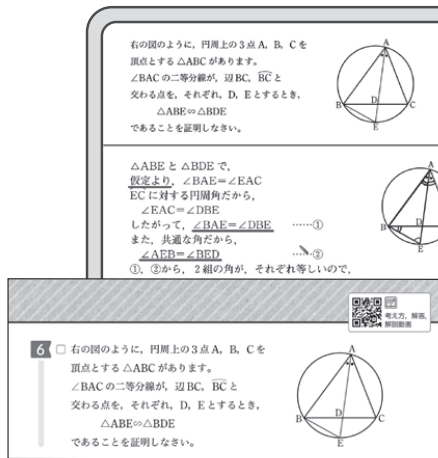 右の図のように，円周上の3点A，B，Cを
頂点とする△ABCがあります。
∠BACの二等分線が，辺BC，BCと
交わる点を，それぞれ，D，Eとするとき，
△ABE∽△BDE
であることを証明しなさい。
A
B
D
C
E
△ABEと△BDEで，
仮定より，∠BAE=∠EAC
ECに対する円周角だから，
∠EAC=∠DBE
したがって，∠BAE=∠DBE ……①
また，共通な角だから，
∠AEB=∠BED ……②
①，②から，2組の角が，それぞれ等しいので，
A
B
D
E
考え方，解答，
解説動画
6 □ 右の図のように，円周上の3点A，B，Cを
頂点とする△ABCがあります。
∠BACの二等分線が，辺BC，BCと
交わる点を，それぞれ，D，Eとするとき，
△ABE∽△BDE
であることを証明しなさい。
A
B
D
C
E